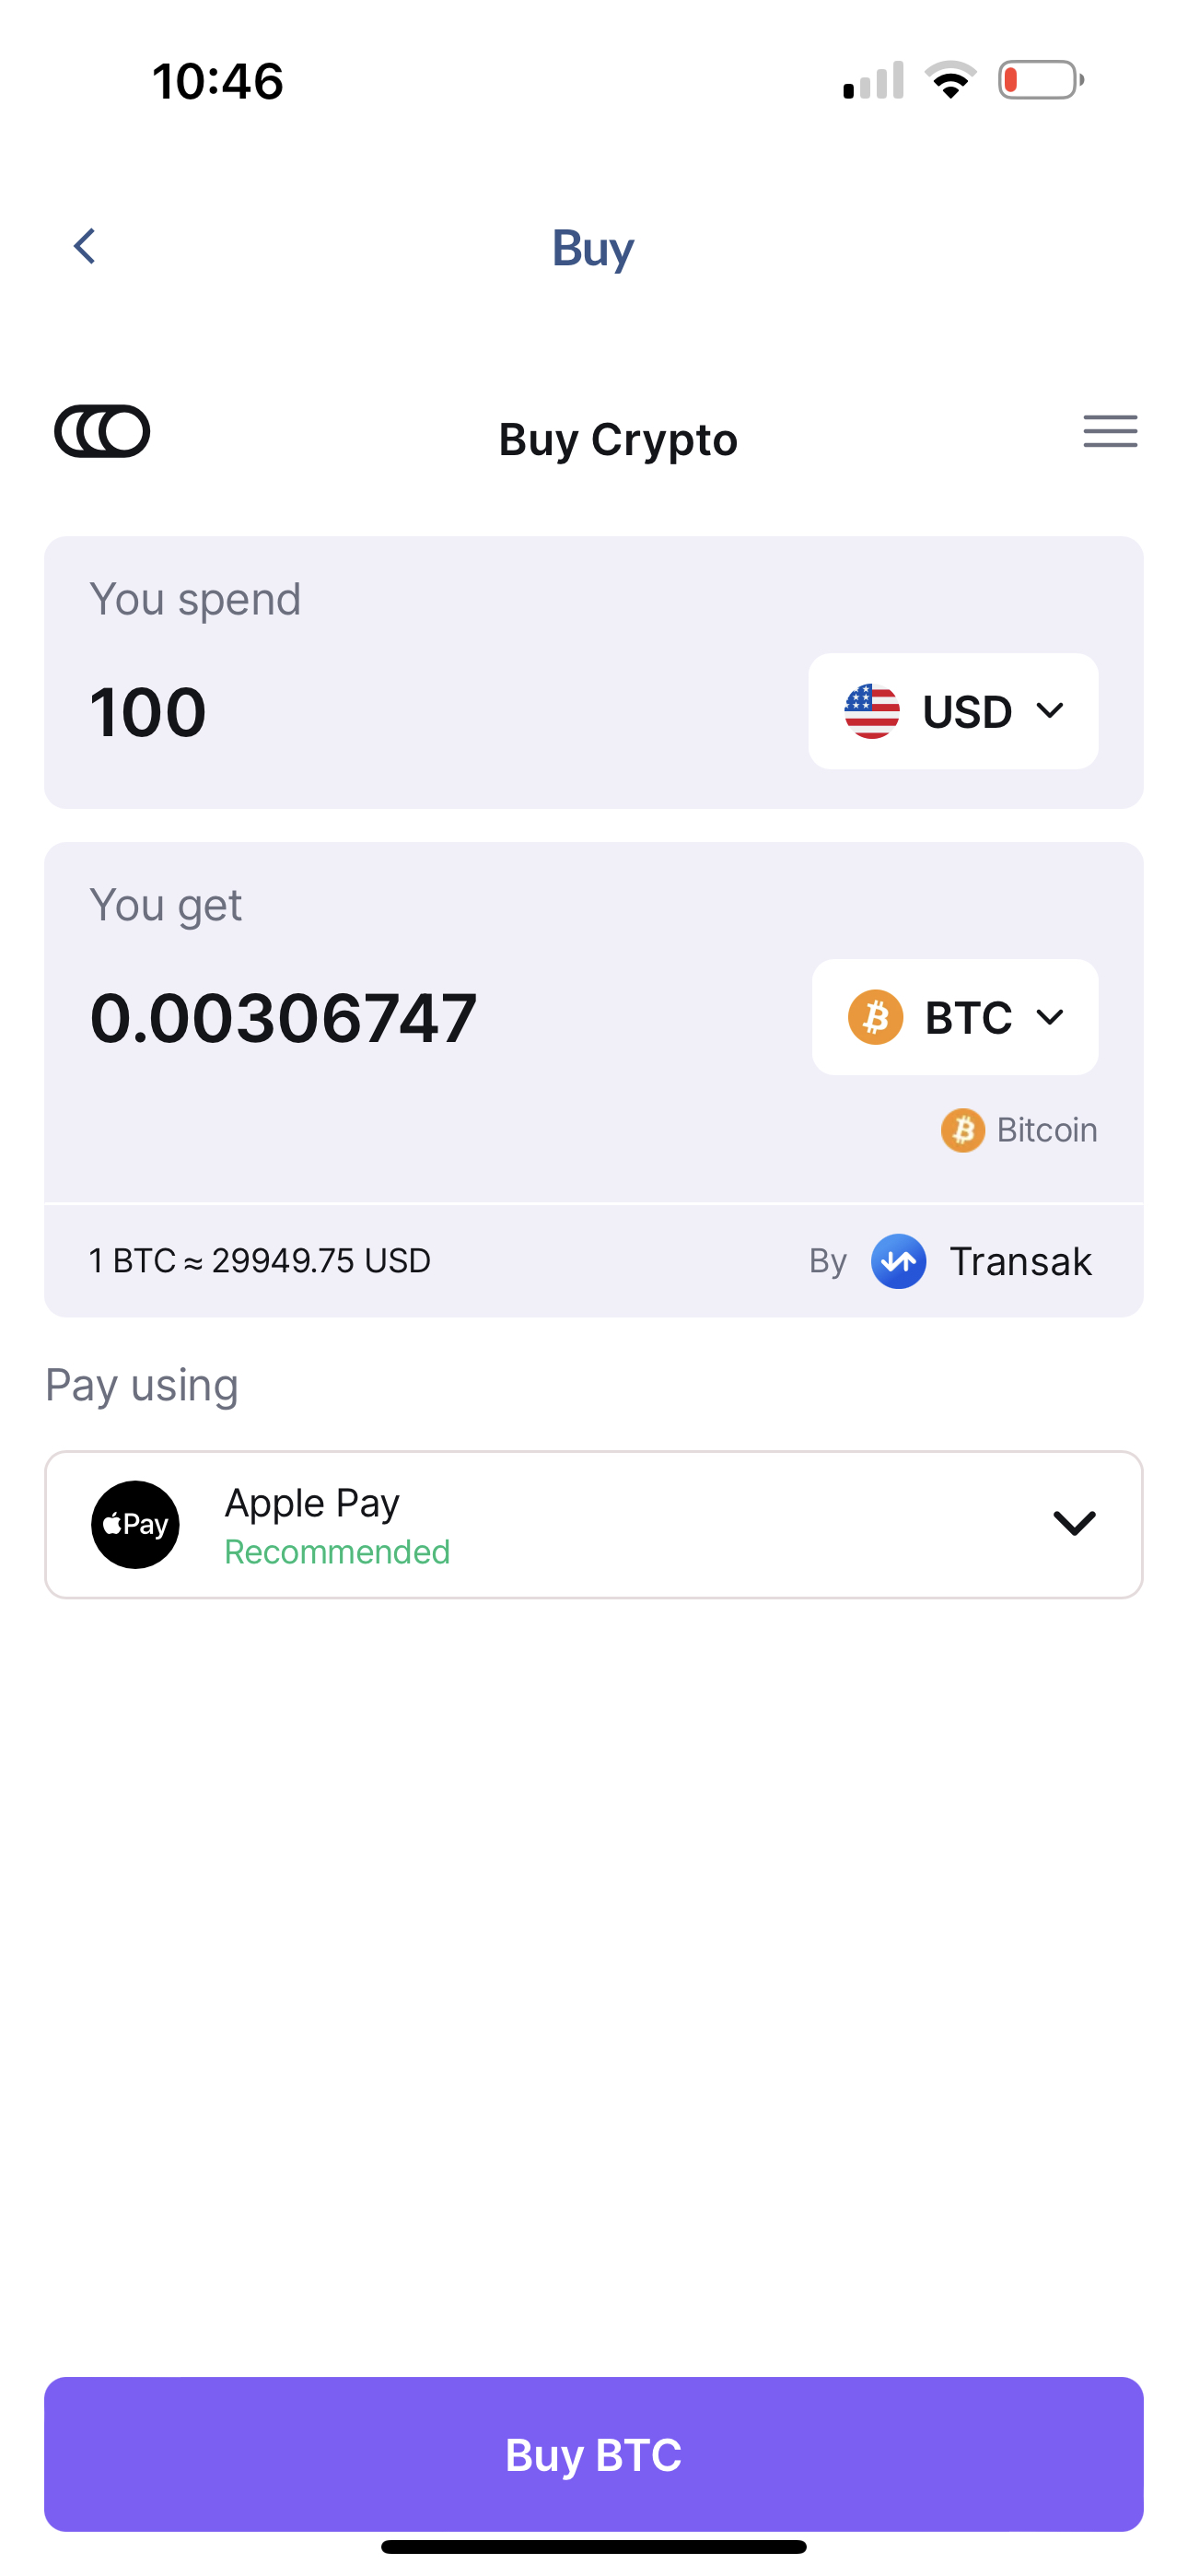 10:46
Buy
Buy Crypto
You spend
100
USD
You get
0.00306747
BTC
Bitcoin
1 BTC ≈ 29949.75 USD
By Transak
Pay using
Pay
Apple Pay
Recommended
Buy BTC